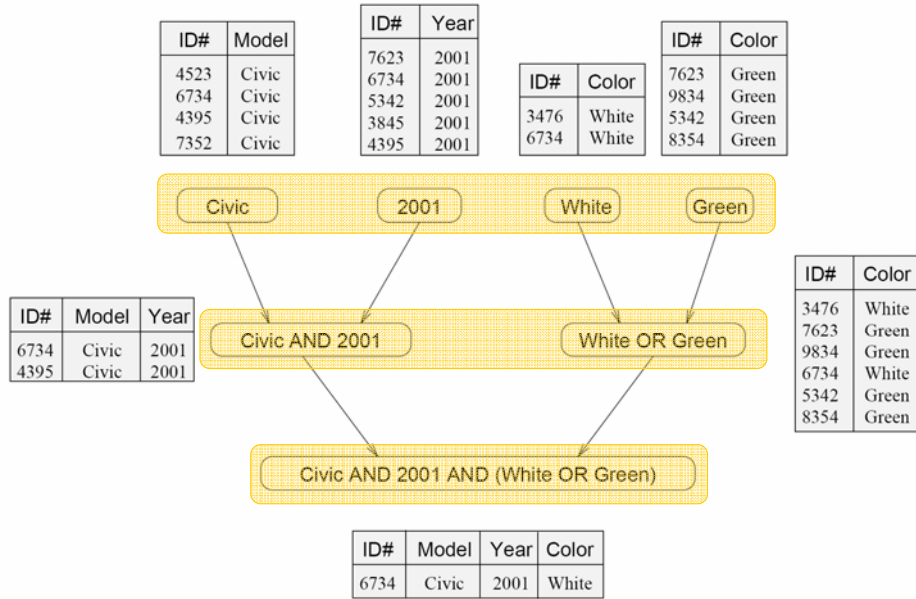 ID# Model
4523 Civic
6734 Civic
4395 Civic
7352 Civic
ID# Year
7623 2001
6734 2001
5342 2001
3845 2001
4395 2001
ID# Color
3476 White
6734 White
ID# Color
7623 Green
9834 Green
5342 Green
8354 Green
Civic 2001 White Green
ID# Model Year
6734 Civic 2001
4395 Civic 2001
Civic AND 2001 White OR Green
ID# Color
3476 White
7623 Green
9834 Green
6734 White
5342 Green
8354 Green
Civic AND 2001 AND (White OR Green)
ID# Model Year Color
6734 Civic 2001 White